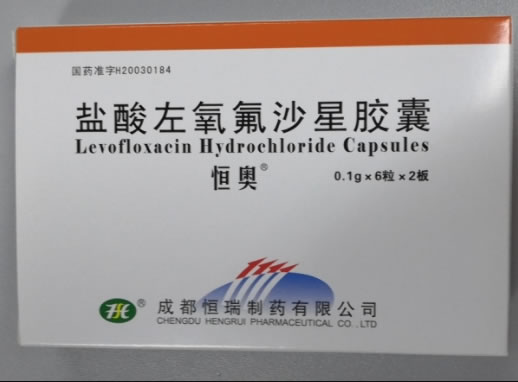 国药准字H20030184
盐酸左氧氟沙星胶囊
Levofloxacin Hydrochloride Capsules
恒奥®
0.1g×6粒×2板
® 成都恒瑞制药有限公司
CHENGDU HENGRUI PHARMACEUTICAL CO.,LTD